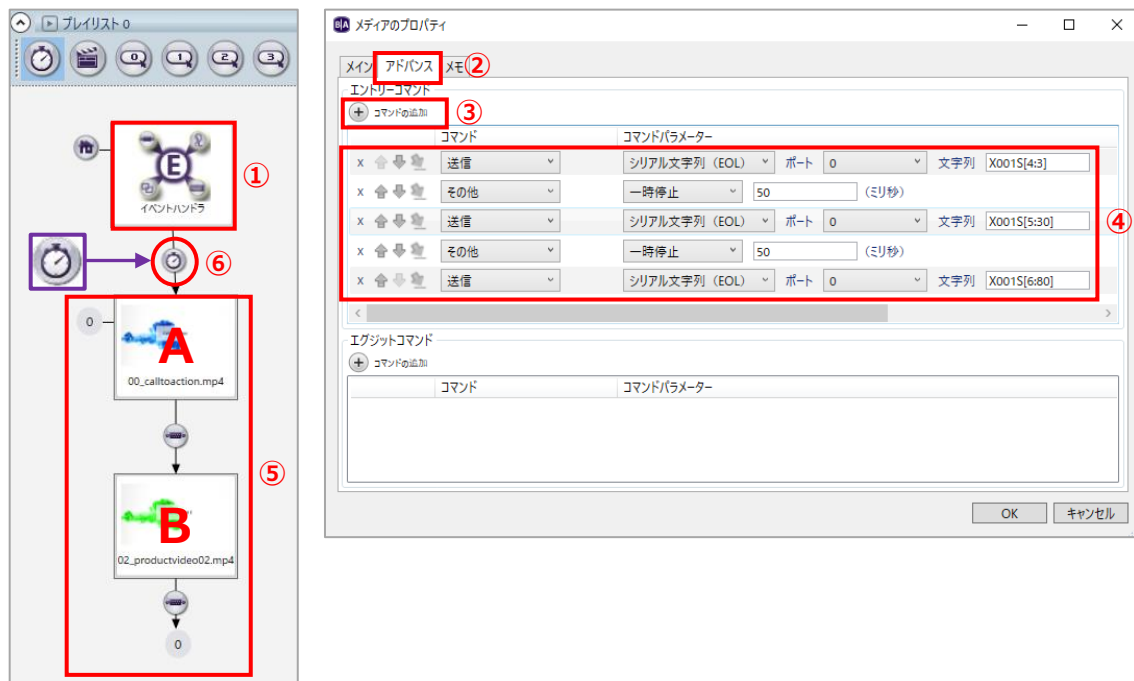 プレイリスト 0
0 1 2 3
E
イベントハンドラ
①
⑥
0
A
00_calltoaction.mp4
⑤
B
02_productvideo02.mp4
0
BA メディアのプロパティ
メイン アドバンス メモ ②
エントリーコマンド
+ コマンドの追加 ③
コマンド コマンドパラメーター
x 送信 シリアル文字列（EOL） ポート 0 文字列 X001S[4:3]
x その他 一時停止 50 （ミリ秒）
x 送信 シリアル文字列（EOL） ポート 0 文字列 X001S[5:30]
④
x その他 一時停止 50 （ミリ秒）
x 送信 シリアル文字列（EOL） ポート 0 文字列 X001S[6:80]
エグジットコマンド
+ コマンドの追加
コマンド コマンドパラメーター
OK キャンセル